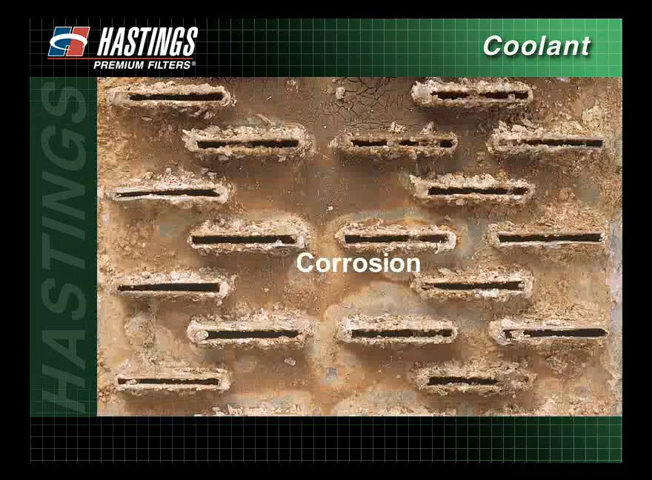 HASTINGS
PREMIUM FILTERS®
Coolant
HASTINGS
Corrosion